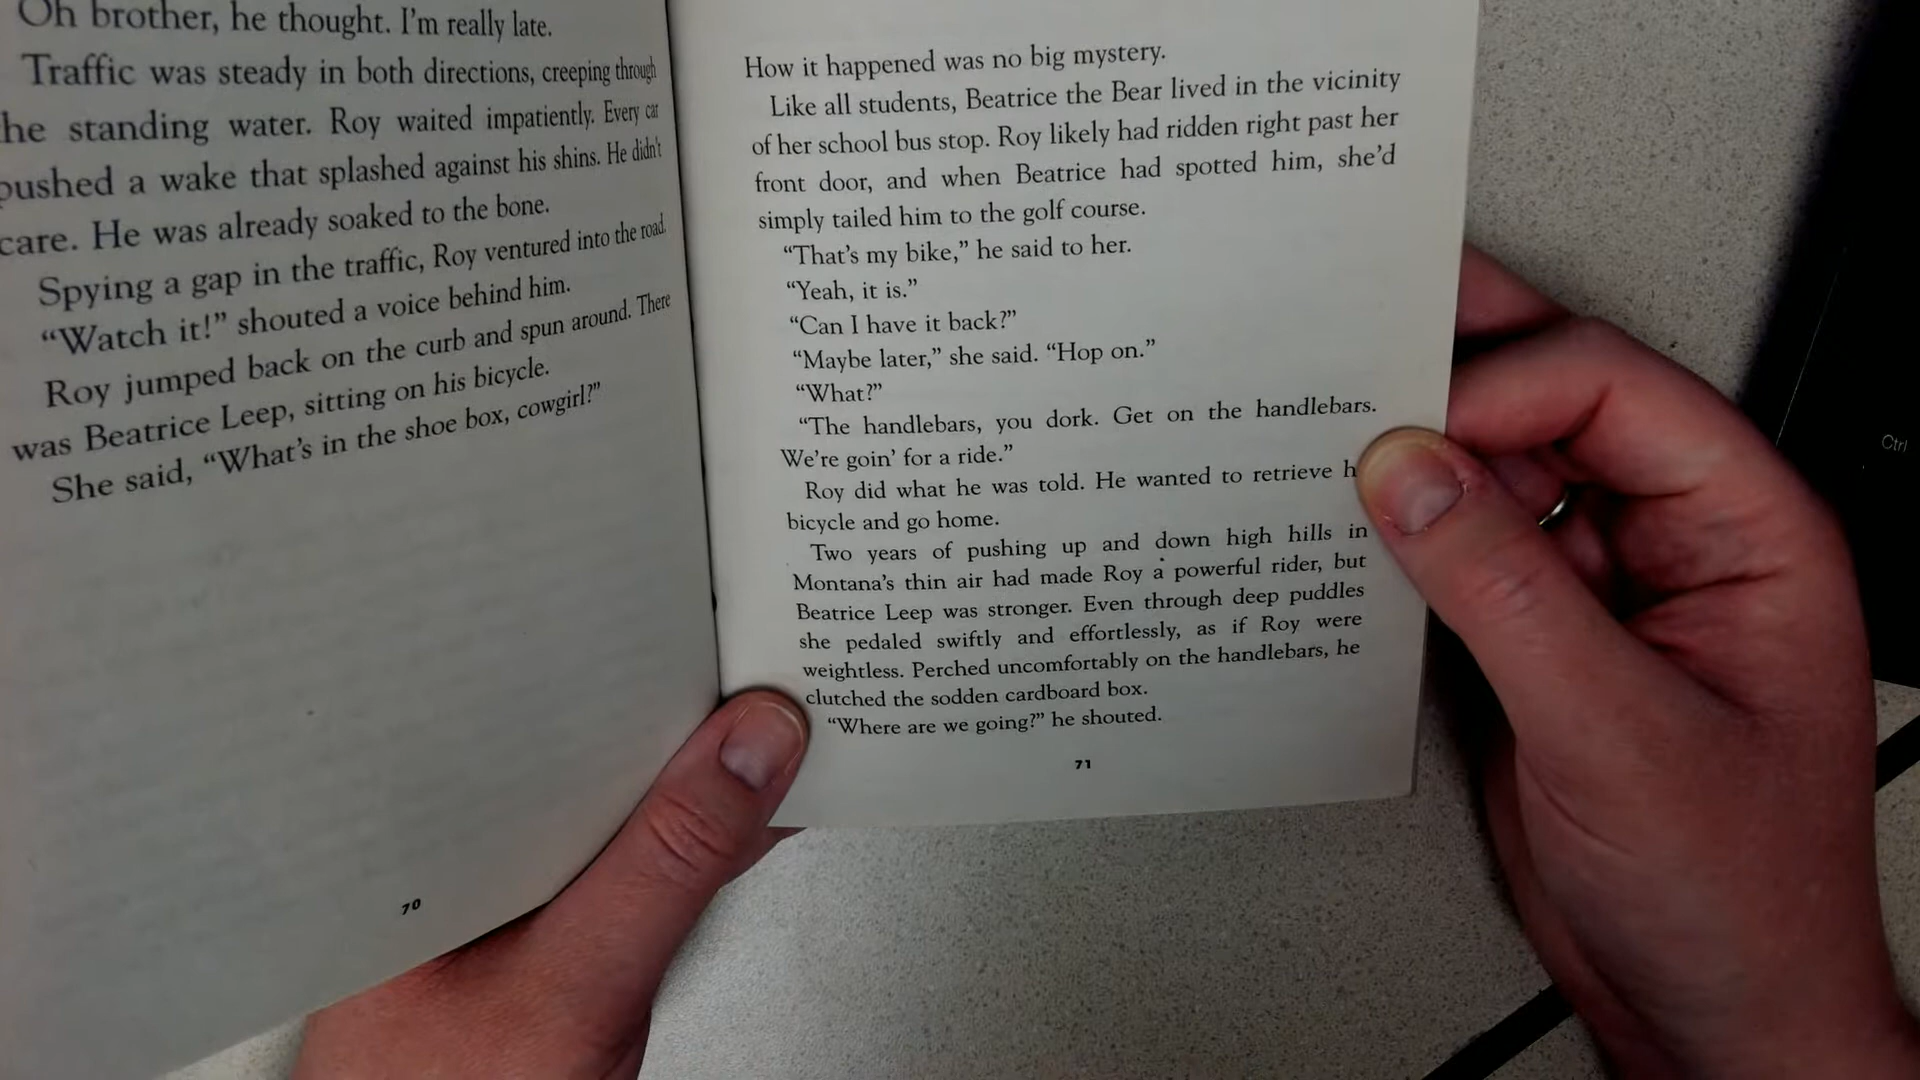 Oh brother, he thought. I'm really late.
Traffic was steady in both directions, creeping through
he standing water. Roy waited impatiently. Every car
pushed a wake that splashed against his shins. He didn't
care. He was already soaked to the bone.
Spying a gap in the traffic, Roy ventured into the road.
“Watch it!” shouted a voice behind him.
Roy jumped back on the curb and spun around. There
was Beatrice Leep, sitting on his bicycle.
She said, “What's in the shoe box, cowgirl?”
70
How it happened was no big mystery.
Like all students, Beatrice the Bear lived in the vicinity
of her school bus stop. Roy likely had ridden right past her
front door, and when Beatrice had spotted him, she'd
simply tailed him to the golf course.
“That's my bike,” he said to her.
“Yeah, it is.”
“Can I have it back?”
“Maybe later,” she said. “Hop on.”
“What?”
“The handlebars, you dork. Get on the handlebars.
We're goin' for a ride.”
Roy did what he was told. He wanted to retrieve h
bicycle and go home.
Two years of pushing up and down high hills in
Montana's thin air had made Roy a powerful rider, but
Beatrice Leep was stronger. Even through deep puddles
she pedaled swiftly and effortlessly, as if Roy were
weightless. Perched uncomfortably on the handlebars, he
clutched the sodden cardboard box.
“Where are we going?” he shouted.
71
Ctrl